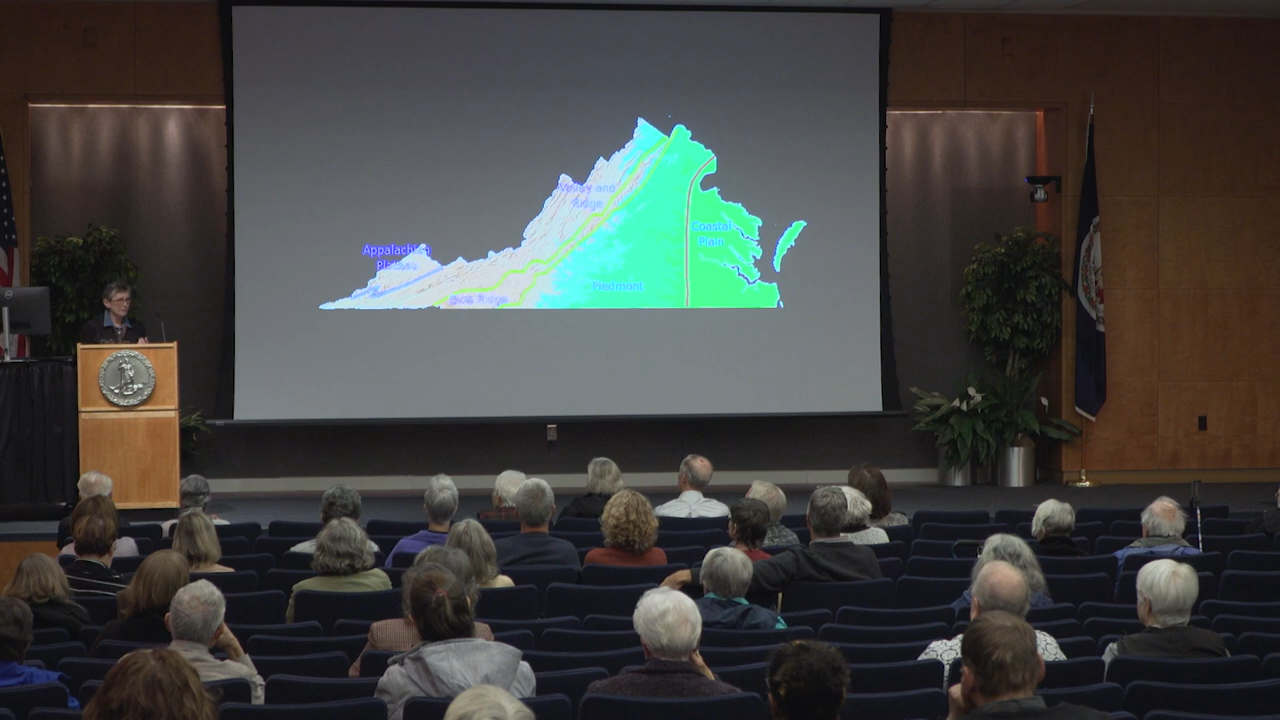 Valley and
Ridge
Coastal
Plain
Appalachian
Plateau
Piedmont
Blue Ridge